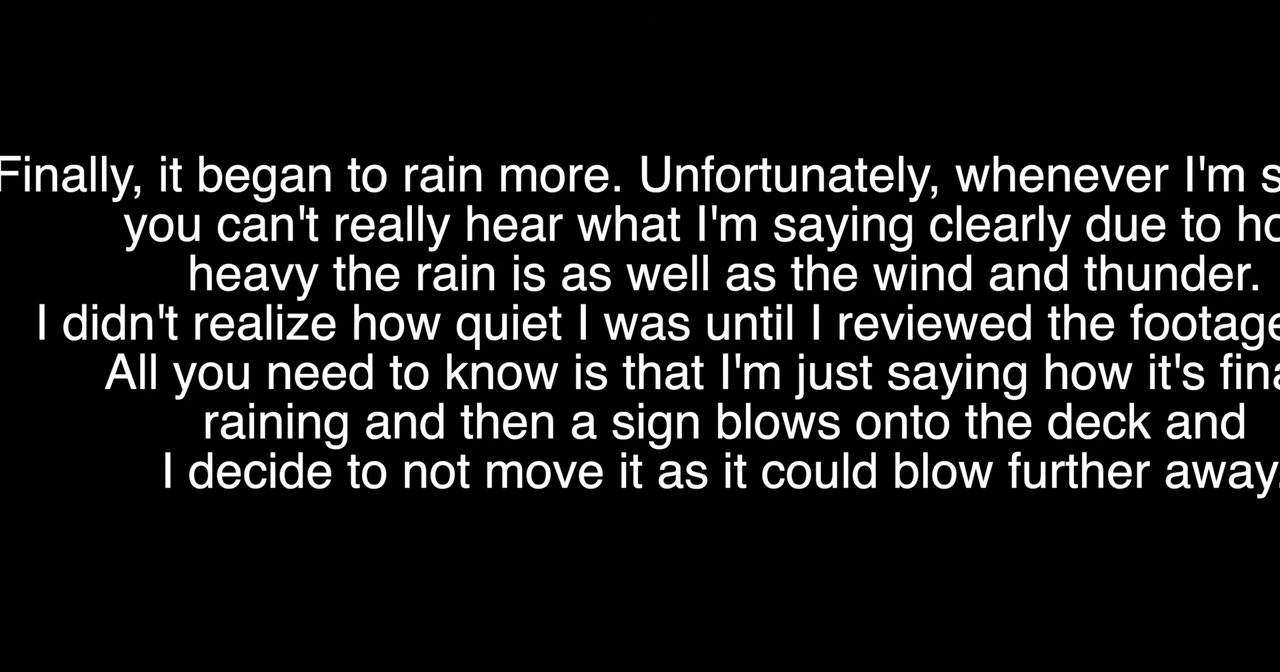 Finally, it began to rain more. Unfortunately, whenever I'm
you can't really hear what I'm saying clearly due to
heavy the rain is as well as the wind and thunder.
I didn't realize how quiet I was until I reviewed the footage
All you need to know is that I'm just saying how it's
raining and then a sign blows onto the deck and
I decide to not move it as it could blow further away.